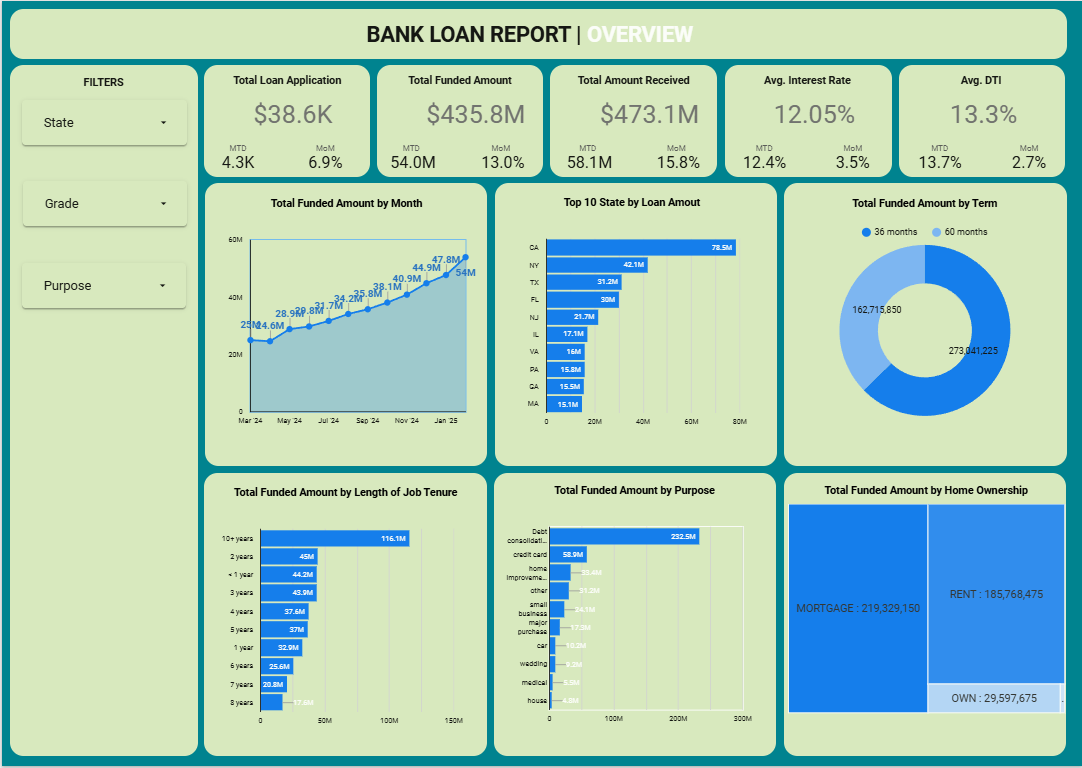 BANK LOAN REPORT | OVERVIEW
FILTERS
State
Grade
Purpose
Total Loan Application
$38.6K
MTD MoM
4.3K 6.9%
Total Funded Amount
$435.8M
MTD MoM
54.0M 13.0%
Total Amount Received
$473.1M
MTD MoM
58.1M 15.8%
Avg. Interest Rate
12.05%
MTD MoM
12.4% 3.5%
Avg. DTI
13.3%
MTD MoM
13.7% 2.7%
Total Funded Amount by Month
60M
40M
20M
0
25M 24.6M 28.9M 29.8M 31.7M 34.2M 35.8M 38.1M 40.9M 44.9M 47.8M 54M
Mar '24 May '24 Jul '24 Sep '24 Nov '24 Jan '25
Top 10 State by Loan Amout
CA 78.5M
NY 42.1M
TX 31.2M
FL 30M
NJ 21.7M
IL 17.1M
VA 16M
PA 15.8M
GA 15.5M
MA 15.1M
0 20M 40M 60M 80M
Total Funded Amount by Term
36 months 60 months
162,715,850
273,041,225
Total Funded Amount by Length of Job Tenure
10+ years 116.1M
2 years 45M
< 1 year 44.2M
3 years 43.9M
4 years 37.6M
5 years 37M
1 year 32.9M
6 years 25.6M
7 years 20.8M
8 years 17.6M
0 50M 100M 150M
Total Funded Amount by Purpose
Debt
consolidati... 232.5M
credit card 58.9M
home
improveme... 33.4M
other 31.2M
small
business 24.1M
major
purchase 17.3M
car 10.2M
wedding 9.2M
medical
house
0 100M 200M 300M
Total Funded Amount by Home Ownership
MORTGAGE : 219,329,150
RENT : 185,768,475
OWN : 29,597,675